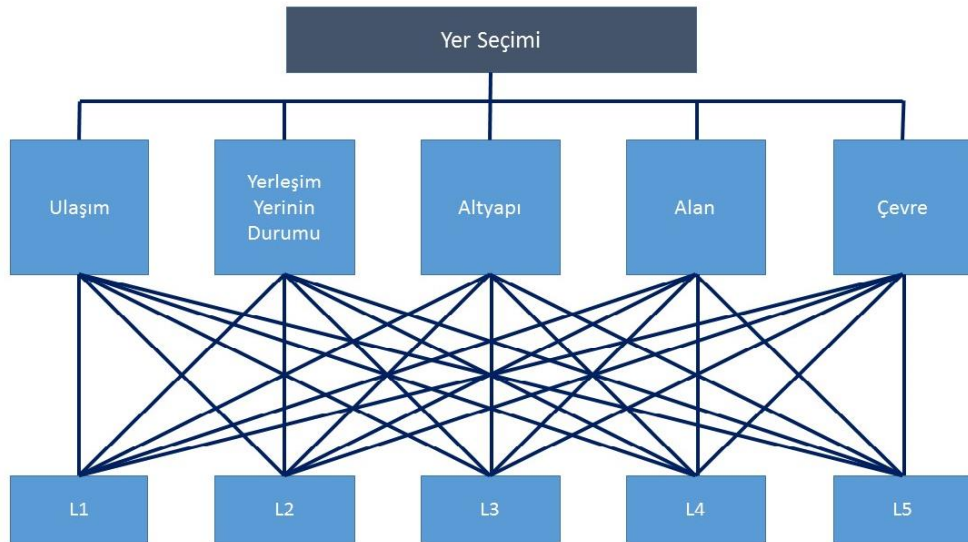 Yer Seçimi
Ulaşım
Yerleşim
Yerinin
Durumu
Altyapı
Alan
Çevre
L1
L2
L3
L4
L5